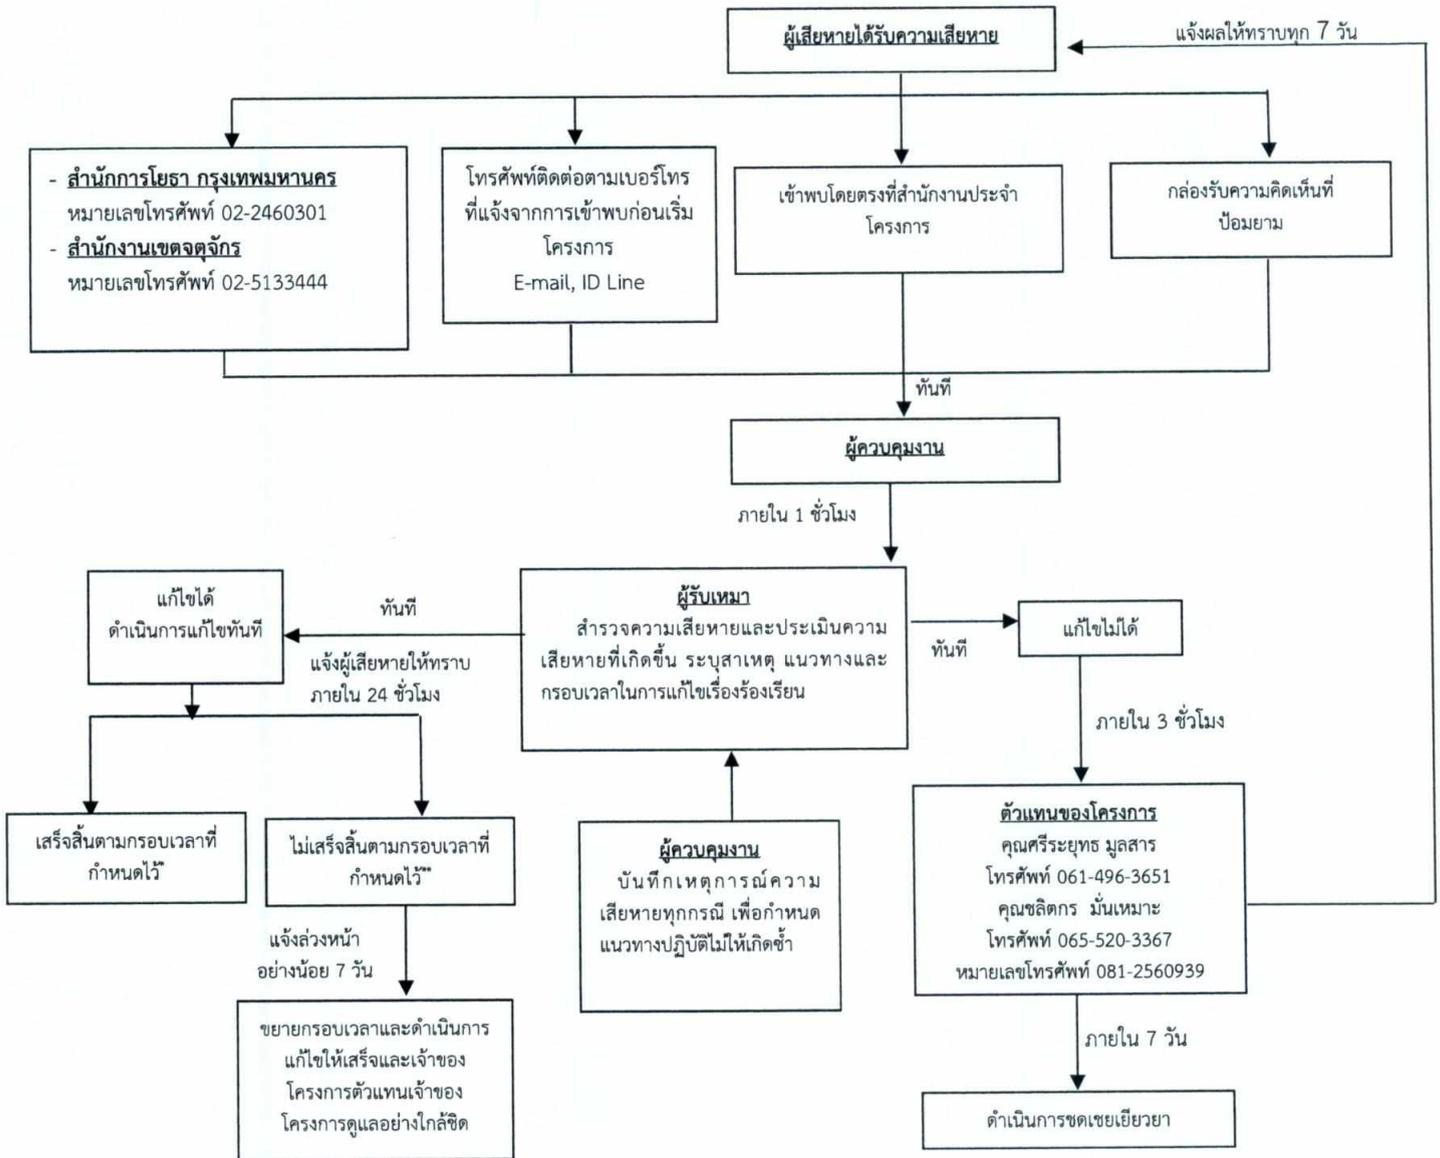 ผู้เสียหายได้รับความเสียหาย
แจ้งผลให้ทราบทุก 7 วัน
- สำนักการโยธา กรุงเทพมหานคร
หมายเลขโทรศัพท์ 02-2460301
- สำนักงานเขตจตุจักร
หมายเลขโทรศัพท์ 02-5133444
โทรศัพท์ติดต่อตามเบอร์โทร
ที่แจ้งจากการเข้าพบก่อนเริ่ม
โครงการ
E-mail, ID Line
เข้าพบโดยตรงที่สำนักงานประจำ
โครงการ
กล่องรับความคิดเห็นที่
ป้อมยาม
ทันที
ผู้ควบคุมงาน
ภายใน 1 ชั่วโมง
แก้ไขได้
ดำเนินการแก้ไขทันที
ทันที
แจ้งผู้เสียหายให้ทราบ
ภายใน 24 ชั่วโมง
ผู้รับเหมา
สำรวจความเสียหายและประเมินความ
เสียหายที่เกิดขึ้น ระบุสาเหตุ แนวทางและ
กรอบเวลาในการแก้ไขเรื่องร้องเรียน
ทันที
แก้ไขไม่ได้
ภายใน 3 ชั่วโมง
เสร็จสิ้นตามกรอบเวลาที่
กำหนดไว้*
ไม่เสร็จสิ้นตามกรอบเวลาที่
กำหนดไว้**
แจ้งล่วงหน้า
อย่างน้อย 7 วัน
ขยายกรอบเวลาและดำเนินการ
แก้ไขให้เสร็จและเจ้าของ
โครงการตัวแทนเจ้าของ
โครงการดูแลอย่างใกล้ชิด
ผู้ควบคุมงาน
บันทึกเหตุการณ์ความ
เสียหายทุกกรณี เพื่อกำหนด
แนวทางปฏิบัติไม่ให้เกิดซ้ำ
ตัวแทนของโครงการ
คุณศรีระยุทธ มูลสาร
โทรศัพท์ 061-496-3651
คุณชลิตกร มั่นเหมาะ
โทรศัพท์ 065-520-3367
หมายเลขโทรศัพท์ 081-2560939
ภายใน 7 วัน
ดำเนินการชดเชยเยียวยา